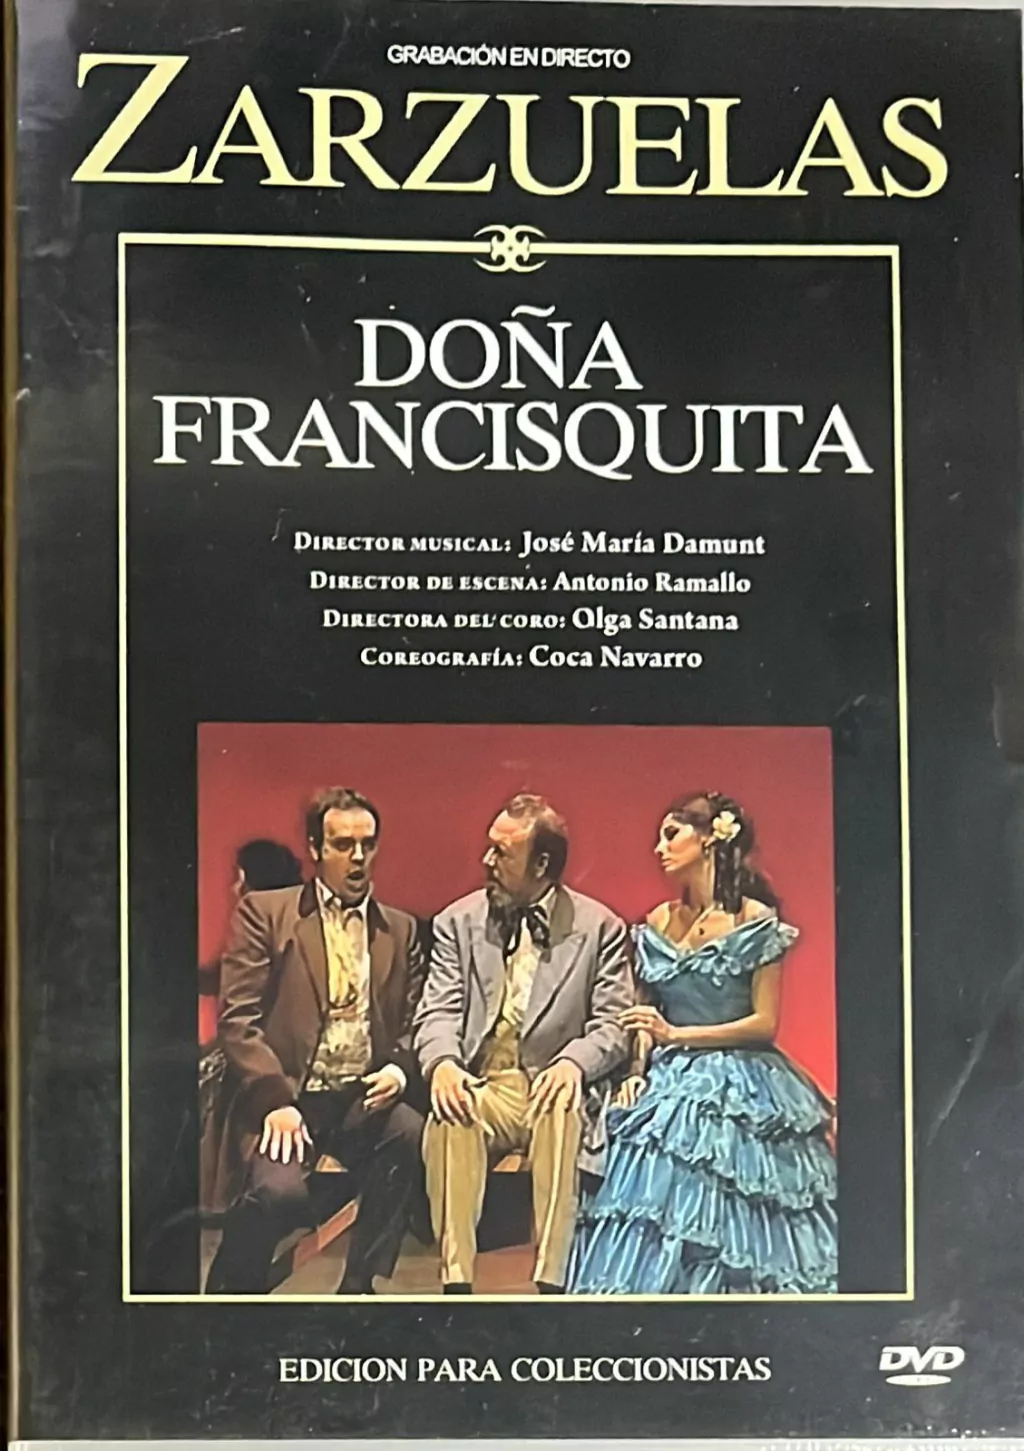 GRABACIÓN EN DIRECTO
ZARZUELAS
DOÑA
FRANCISQUITA
DIRECTOR MUSICAL: José María Damunt
DIRECTOR DE ESCENA: Antonio Ramallo
DIRECTORA DEL CORO: Olga Santana
COREOGRAFÍA: Coca Navarro
EDICION PARA COLECCIONISTAS
DVD